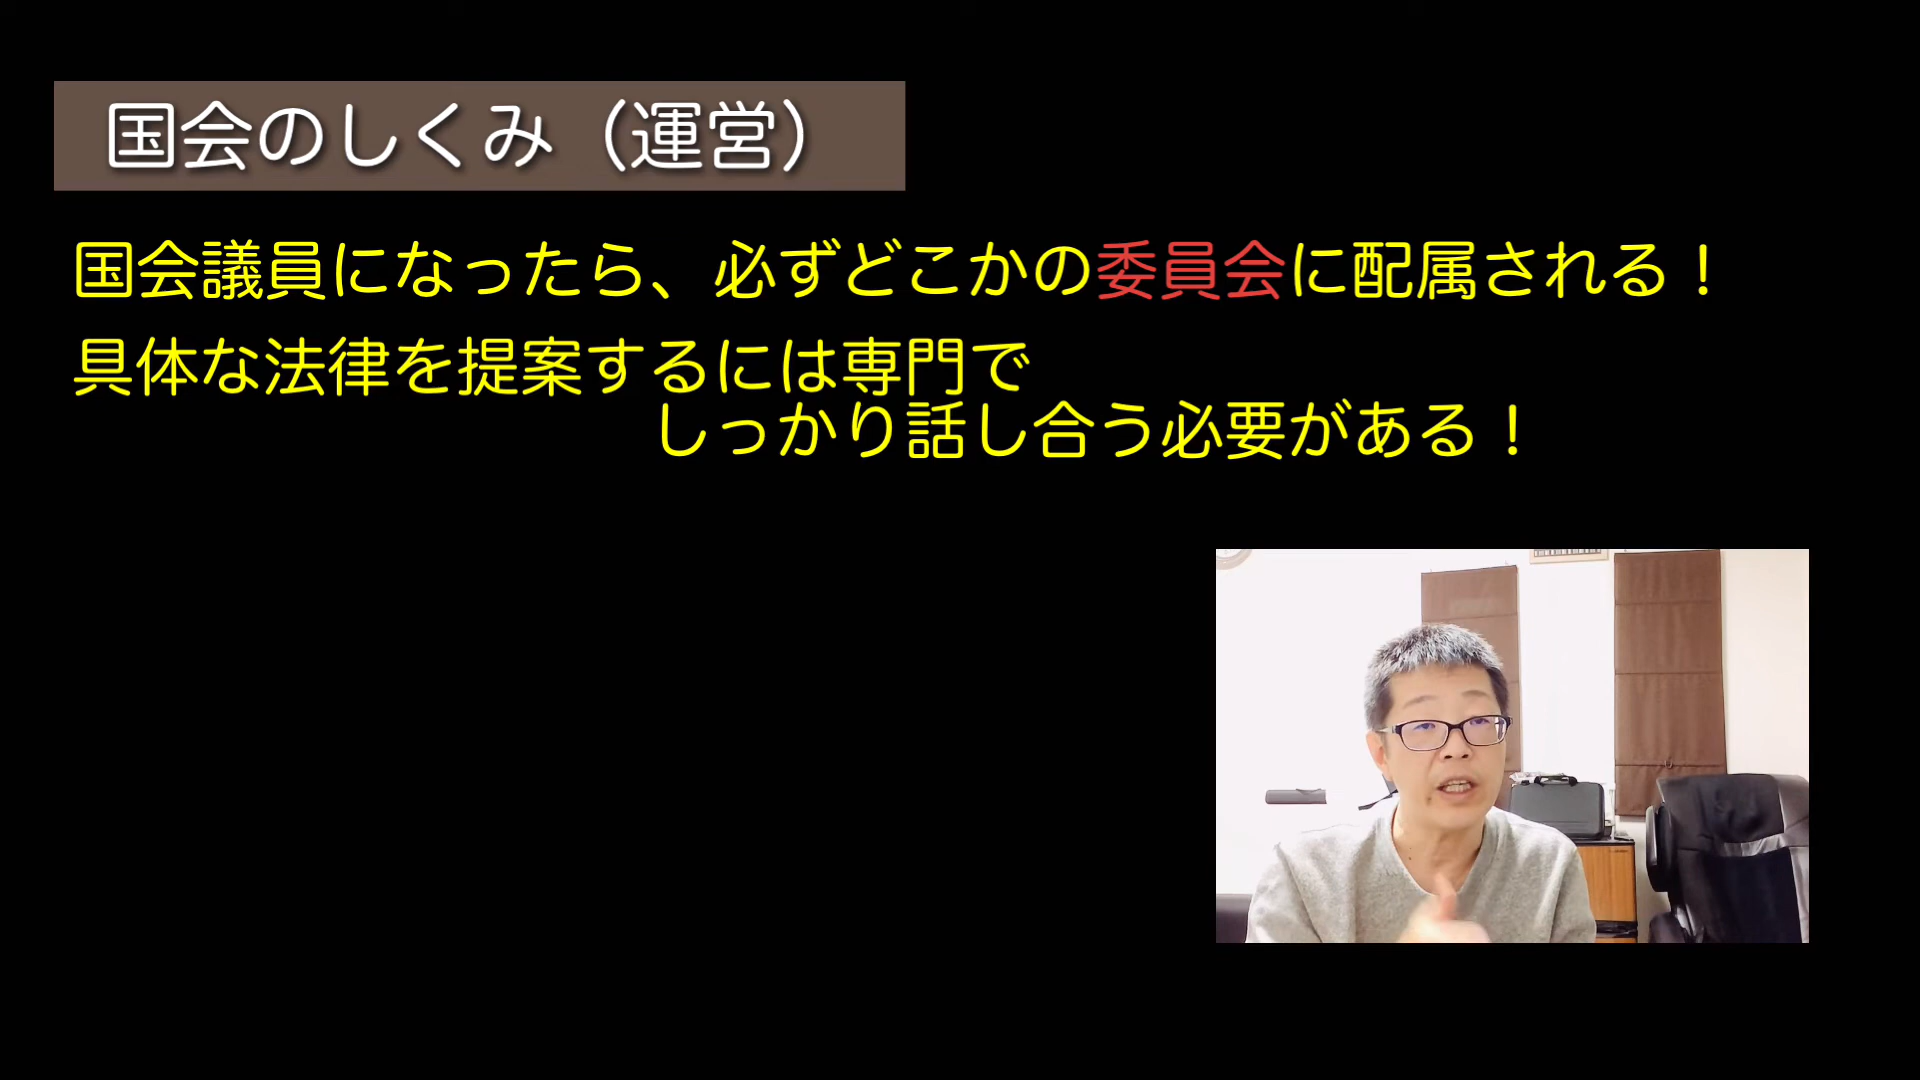 国会のしくみ（運営）
国会議員になったら、必ずどこかの委員会に配属される！
具体な法律を提案するには専門で
しっかり話し合う必要がある！